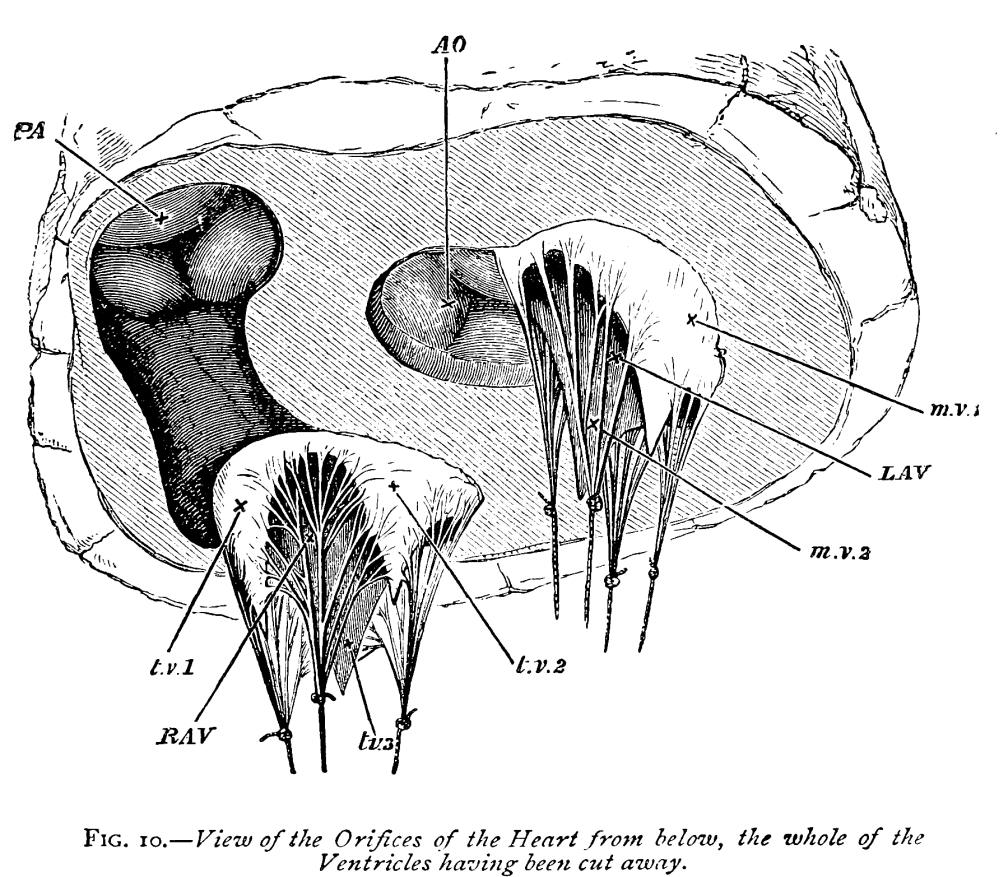 AO
PA
m.v.1
LAV
m.v.2
t.v.1
t.v.2
RAV
t.v.3
FIG. 10.—View of the Orifices of the Heart from below, the whole of the
Ventricles having been cut away.